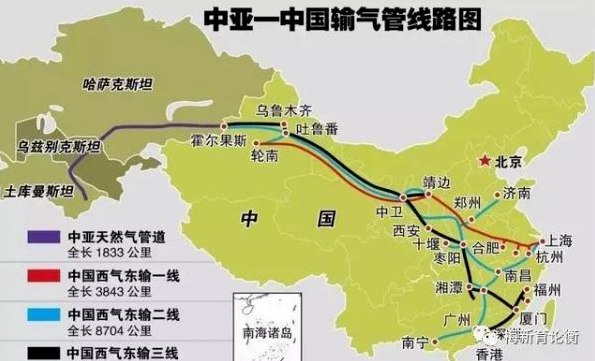 中亚—中国输气管线路图
哈萨克斯坦
乌鲁木齐
乌兹别克斯坦
霍尔果斯
吐鲁番
轮南
北京
土库曼斯坦
靖边
济南
中卫
郑州
中国
西安
上海
十堰
合肥
枣阳
杭州
中亚天然气管道
全长 1833 公里
南昌
中国西气东输一线
全长 3843 公里
湘潭
福州
中国西气东输二线
全长 8704 公里
广州
厦门
南海诸岛
南宁
中国西气东输三线
香港
新育论衡